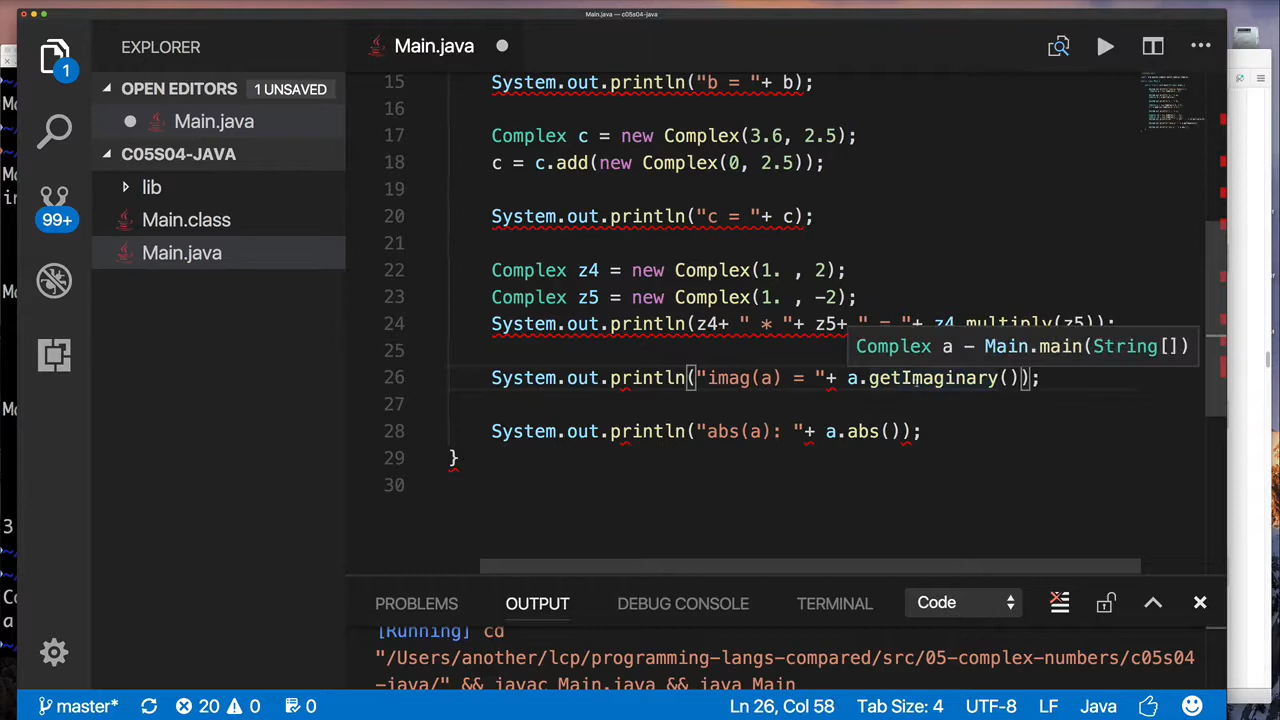 Main.java — c05s04-java
EXPLORER
Main.java
1
OPEN EDITORS 1 UNSAVED
Main.java
C05S04-JAVA
lib
99+
Main.class
Main.java
15 System.out.println("b = "+ b);
16
17 Complex c = new Complex(3.6, 2.5);
18 c = c.add(new Complex(0, 2.5));
19
20 System.out.println("c = "+ c);
21
22 Complex z4 = new Complex(1. , 2);
23 Complex z5 = new Complex(1. , -2);
24 System.out.println(z4+ " * "+ z5+ " = "+ z4.multiply(z5));
25
Complex a – Main.main(String[])
26 System.out.println("imag(a) = "+ a.getImaginary());
27
28 System.out.println("abs(a): "+ a.abs());
29 }
30
PROBLEMS OUTPUT DEBUG CONSOLE TERMINAL Code
[Running] cd
"/Users/another/lcp/programming-langs-compared/src/05-complex-numbers/c05s04
-java/" && javac Main.java && java Main
master* 20 0 0 Ln 26, Col 58 Tab Size: 4 UTF-8 LF Java